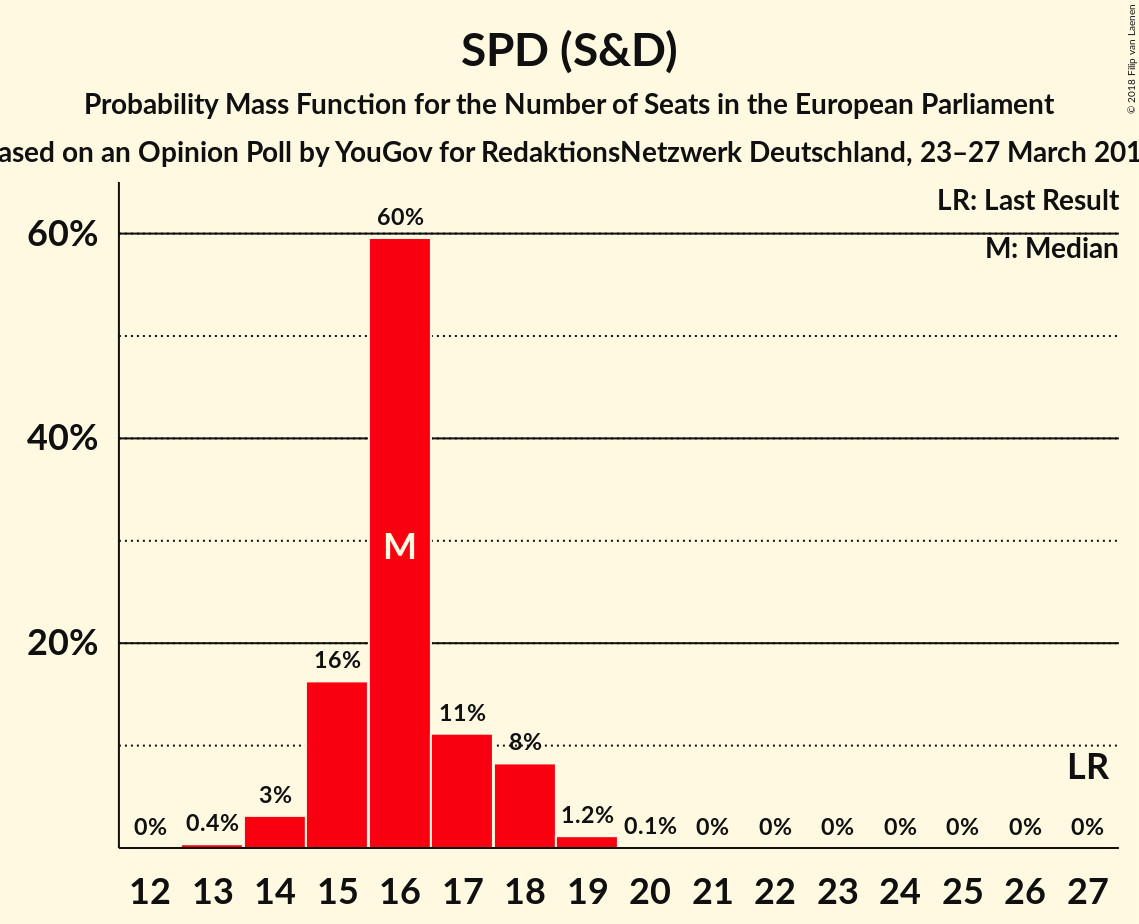 © 2018 Filip van Laenen
SPD (S&D)
Probability Mass Function for the Number of Seats in the European Parliament
ased on an Opinion Poll by YouGov for RedaktionsNetzwerk Deutschland, 23–27 March 201
LR: Last Result
M: Median
60%
40%
20%
0% 0.4% 3% 16% 60% 11% 8% 1.2% 0.1% 0% 0% 0% 0% 0% 0% 0%
M
LR
12 13 14 15 16 17 18 19 20 21 22 23 24 25 26 27